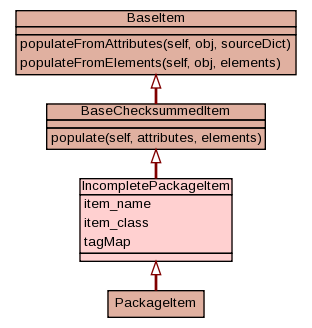 BaseItem
populateFromAttributes(self, obj, sourceDict)
populateFromElements(self, obj, elements)
BaseChecksummedItem
populate(self, attributes, elements)
IncompletePackageItem
item_name
item_class
tagMap
PackageItem